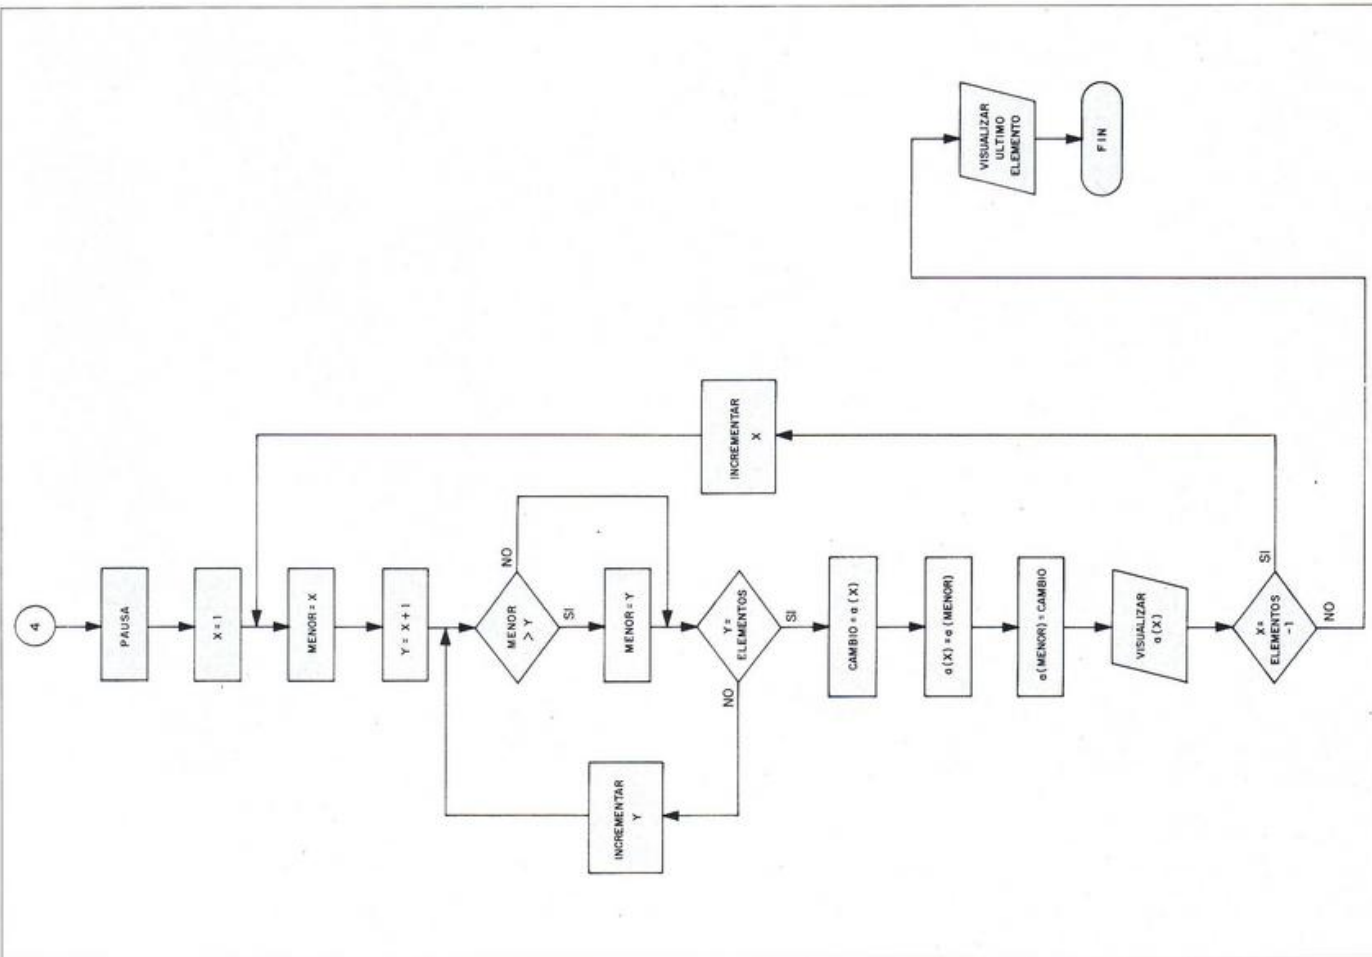 4
PAUSA
X = 1
MENOR = X
Y = X + 1
MENOR
> Y
NO
SI
MENOR = Y
Y =
ELEMENTOS
NO
SI
INCREMENTAR
Y
CAMBIO = a (X)
a (X) = a (MENOR)
a (MENOR) = CAMBIO
VISUALIZAR
a (X)
X =
ELEMENTOS
-1
SI
NO
INCREMENTAR
X
VISUALIZAR
ULTIMO
ELEMENTO
FIN